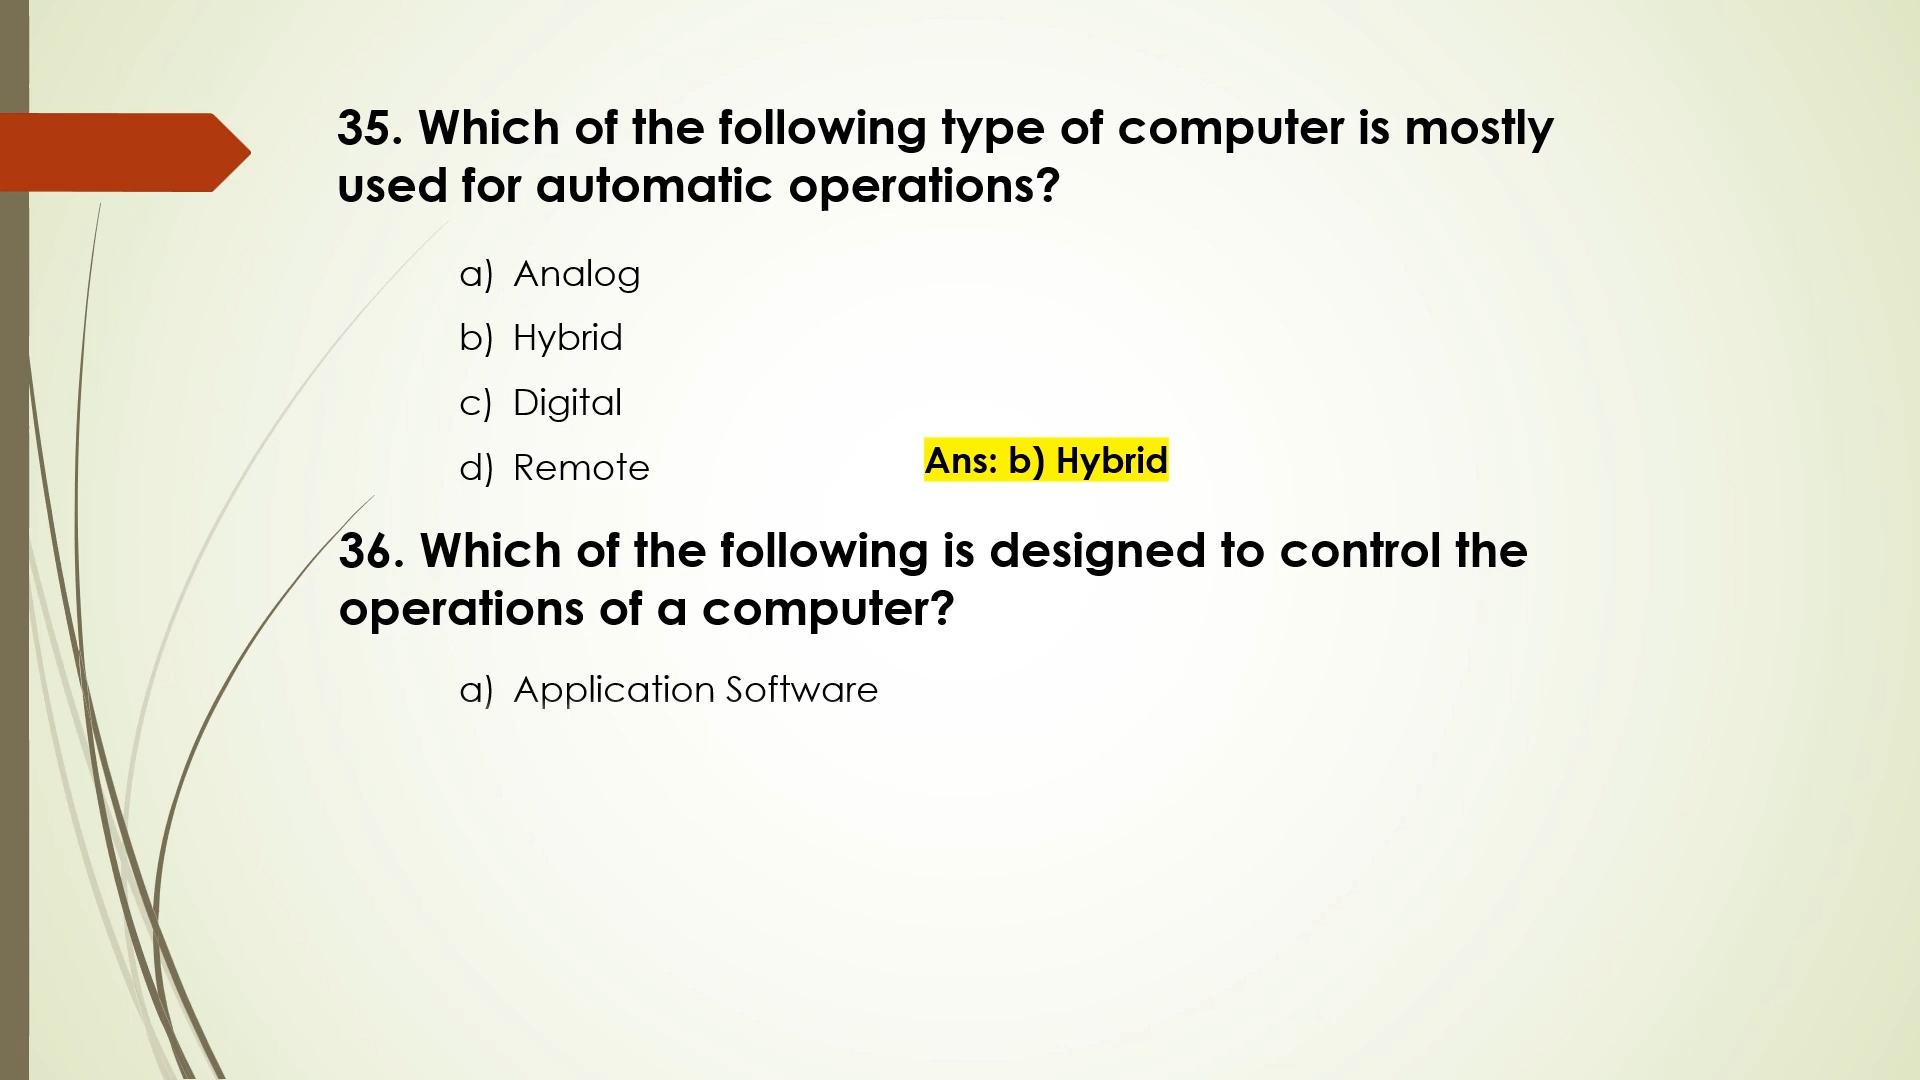 35. Which of the following type of computer is mostly
used for automatic operations?
a) Analog
b) Hybrid
c) Digital
d) Remote
Ans: b) Hybrid
36. Which of the following is designed to control the
operations of a computer?
a) Application Software